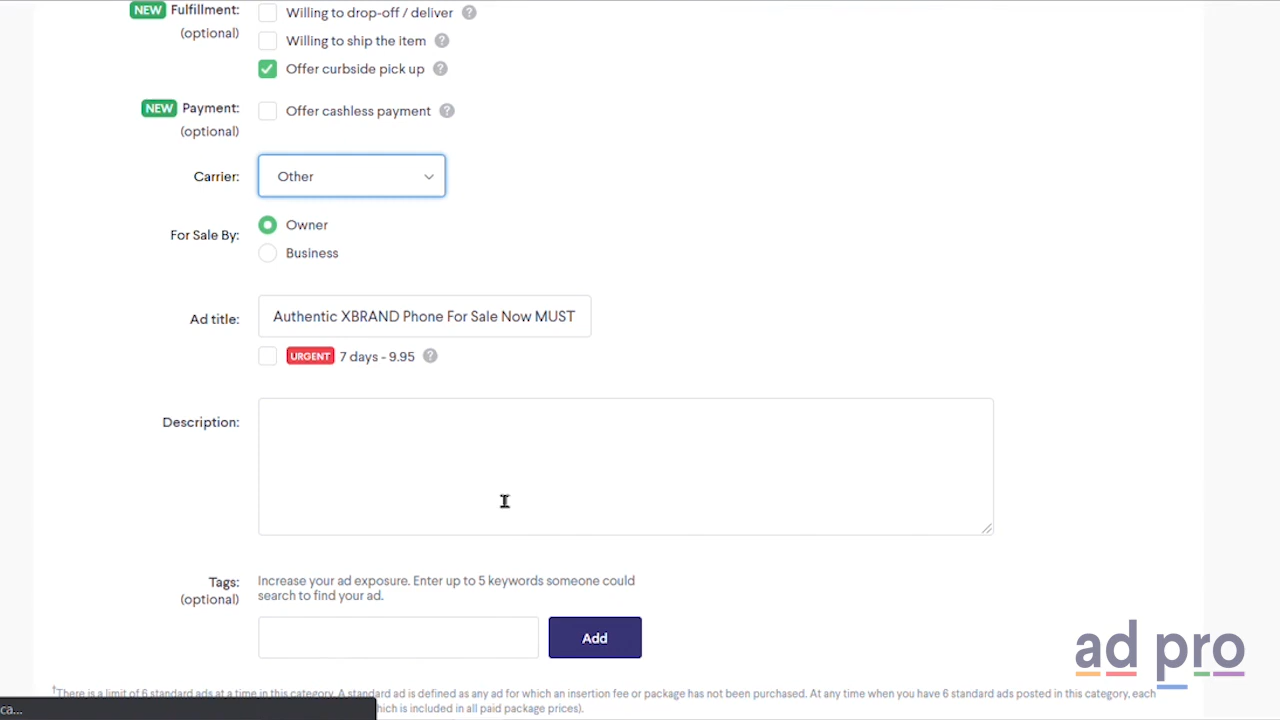 NEW Fulfillment:
(optional)
Willing to drop-off / deliver ?
Willing to ship the item ?
Offer curbside pick up ?
NEW Payment:
(optional)
Offer cashless payment ?
Carrier:
Other
For Sale By:
Owner
Business
Ad title:
Authentic XBRAND Phone For Sale Now MUST
URGENT 7 days - 9.95 ?
Description:
Tags:
(optional)
Increase your ad exposure. Enter up to 5 keywords someone could
search to find your ad.
Add
†There is a limit of 6 standard ads at a time in this category. A standard ad is defined as any ad for which an insertion fee or package has not been purchased. At any time when you have 6 standard ads posted in this category, each
hich is included in all paid package prices).
ca...
ad pro